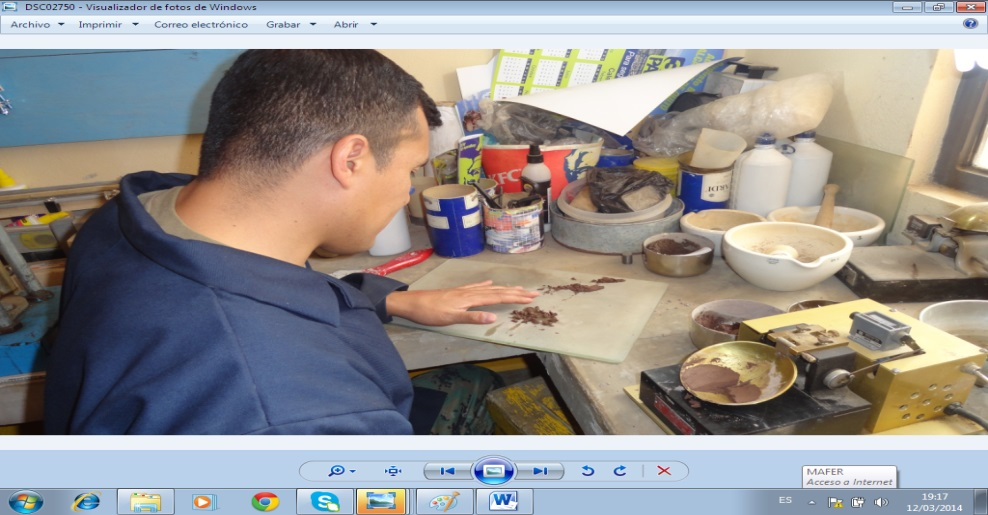 DSC02750 - Visualizador de fotos de Windows
Archivo Imprimir Correo electrónico Grabar Abrir
KFC
MAFER
Acceso a Internet
ES
19:17
12/03/2014